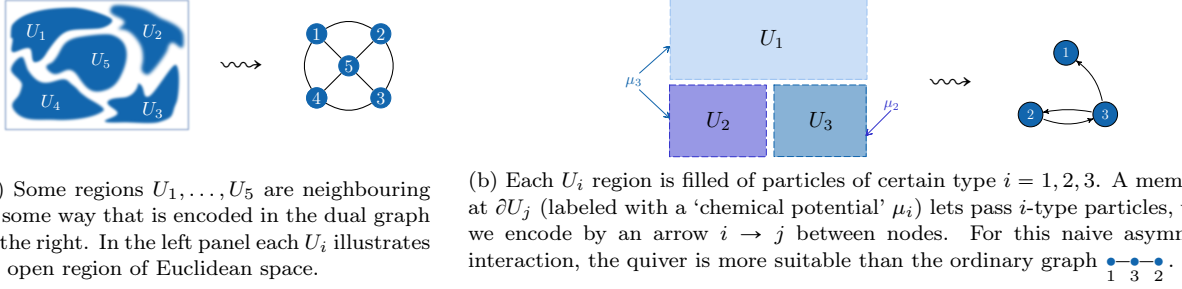 U₁
U₂
U₅
U₄
U₃
1
2
5
4
3
) Some regions U₁, . . . , U₅ are neighbouring
some way that is encoded in the dual graph
the right. In the left panel each Uᵢ illustrates
open region of Euclidean space.
U₁
μ₃
U₂
U₃
μ₂
1
2
3
(b) Each Uᵢ region is filled of particles of certain type i = 1, 2, 3. A mem
at ∂Uⱼ (labeled with a ‘chemical potential’ μᵢ) lets pass i-type particles,
we encode by an arrow i → j between nodes. For this naive asymm
interaction, the quiver is more suitable than the ordinary graph .
1 3 2